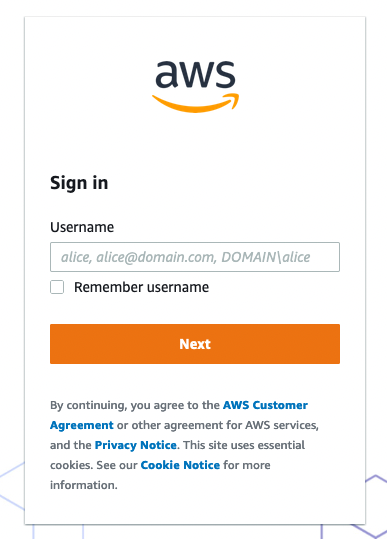 aws
Sign in
Username
alice, alice@domain.com, DOMAIN\alice
Remember username
Next
By continuing, you agree to the AWS Customer
Agreement or other agreement for AWS services,
and the Privacy Notice. This site uses essential
cookies. See our Cookie Notice for more
information.